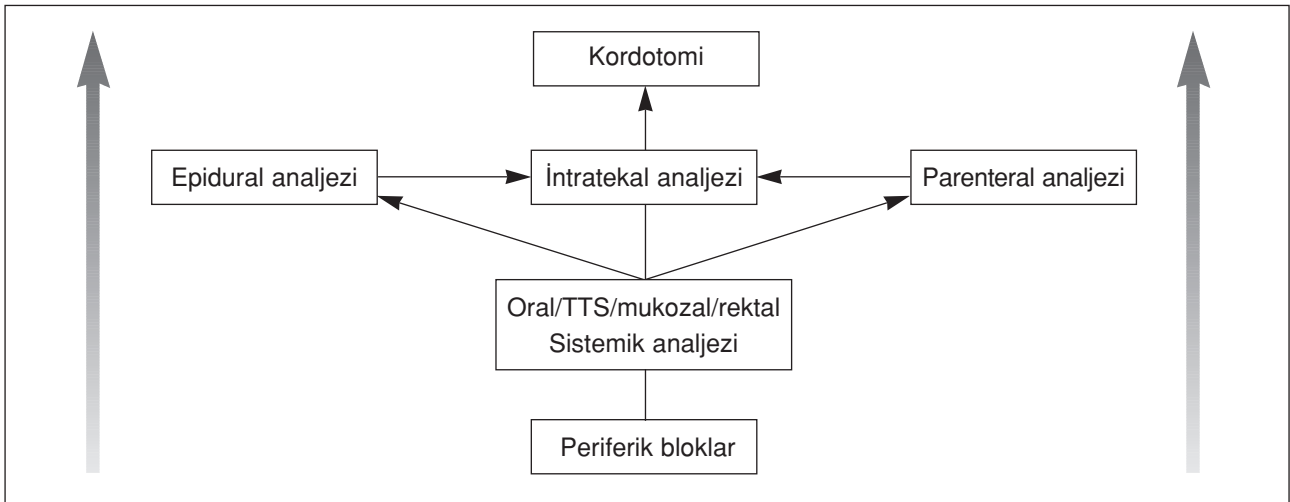 Kordotomi
Epidural analjezi
İntratekal analjezi
Parenteral analjezi
Oral/TTS/mukozal/rektal
Sistemik analjezi
Periferik bloklar